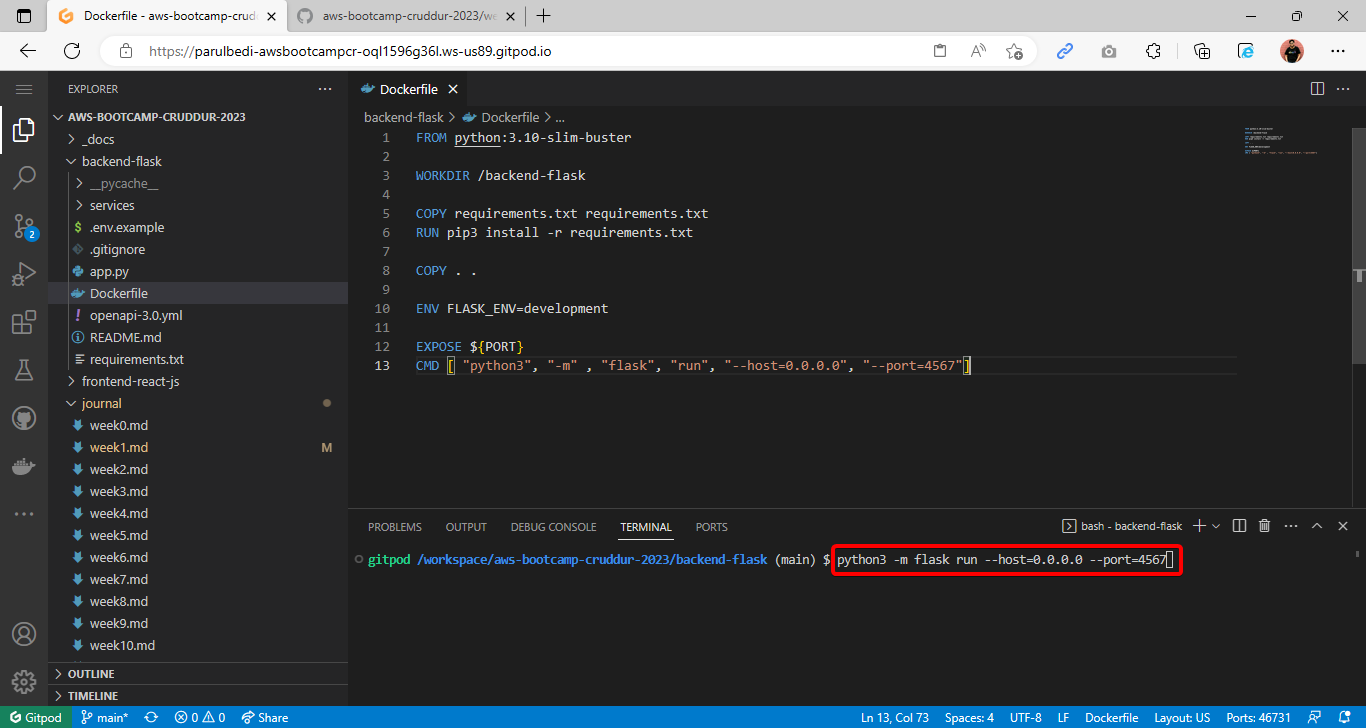 Dockerfile - aws-bootcamp-crudd
aws-bootcamp-cruddur-2023/we
https://parulbedi-awsbootcampcr-oql1596g36l.ws-us89.gitpod.io
EXPLORER
AWS-BOOTCAMP-CRUDDUR-2023
_docs
backend-flask
__pycache__
services
$ .env.example
.gitignore
app.py
Dockerfile
! openapi-3.0.yml
README.md
requirements.txt
frontend-react-js
journal
week0.md
week1.md M
week2.md
week3.md
week4.md
week5.md
week6.md
week7.md
week8.md
week9.md
week10.md
OUTLINE
TIMELINE
2
Dockerfile
backend-flask > Dockerfile > ...
1 FROM python:3.10-slim-buster
2
3 WORKDIR /backend-flask
4
5 COPY requirements.txt requirements.txt
6 RUN pip3 install -r requirements.txt
7
8 COPY . .
9
10 ENV FLASK_ENV=development
11
12 EXPOSE ${PORT}
13 CMD [ "python3", "-m" , "flask", "run", "--host=0.0.0.0", "--port=4567"]
PROBLEMS OUTPUT DEBUG CONSOLE TERMINAL PORTS
bash - backend-flask
gitpod /workspace/aws-bootcamp-cruddur-2023/backend-flask (main) $ python3 -m flask run --host=0.0.0.0 --port=4567
Gitpod main* 0 0 Share Ln 13, Col 73 Spaces: 4 UTF-8 LF Dockerfile Layout: US Ports: 46731